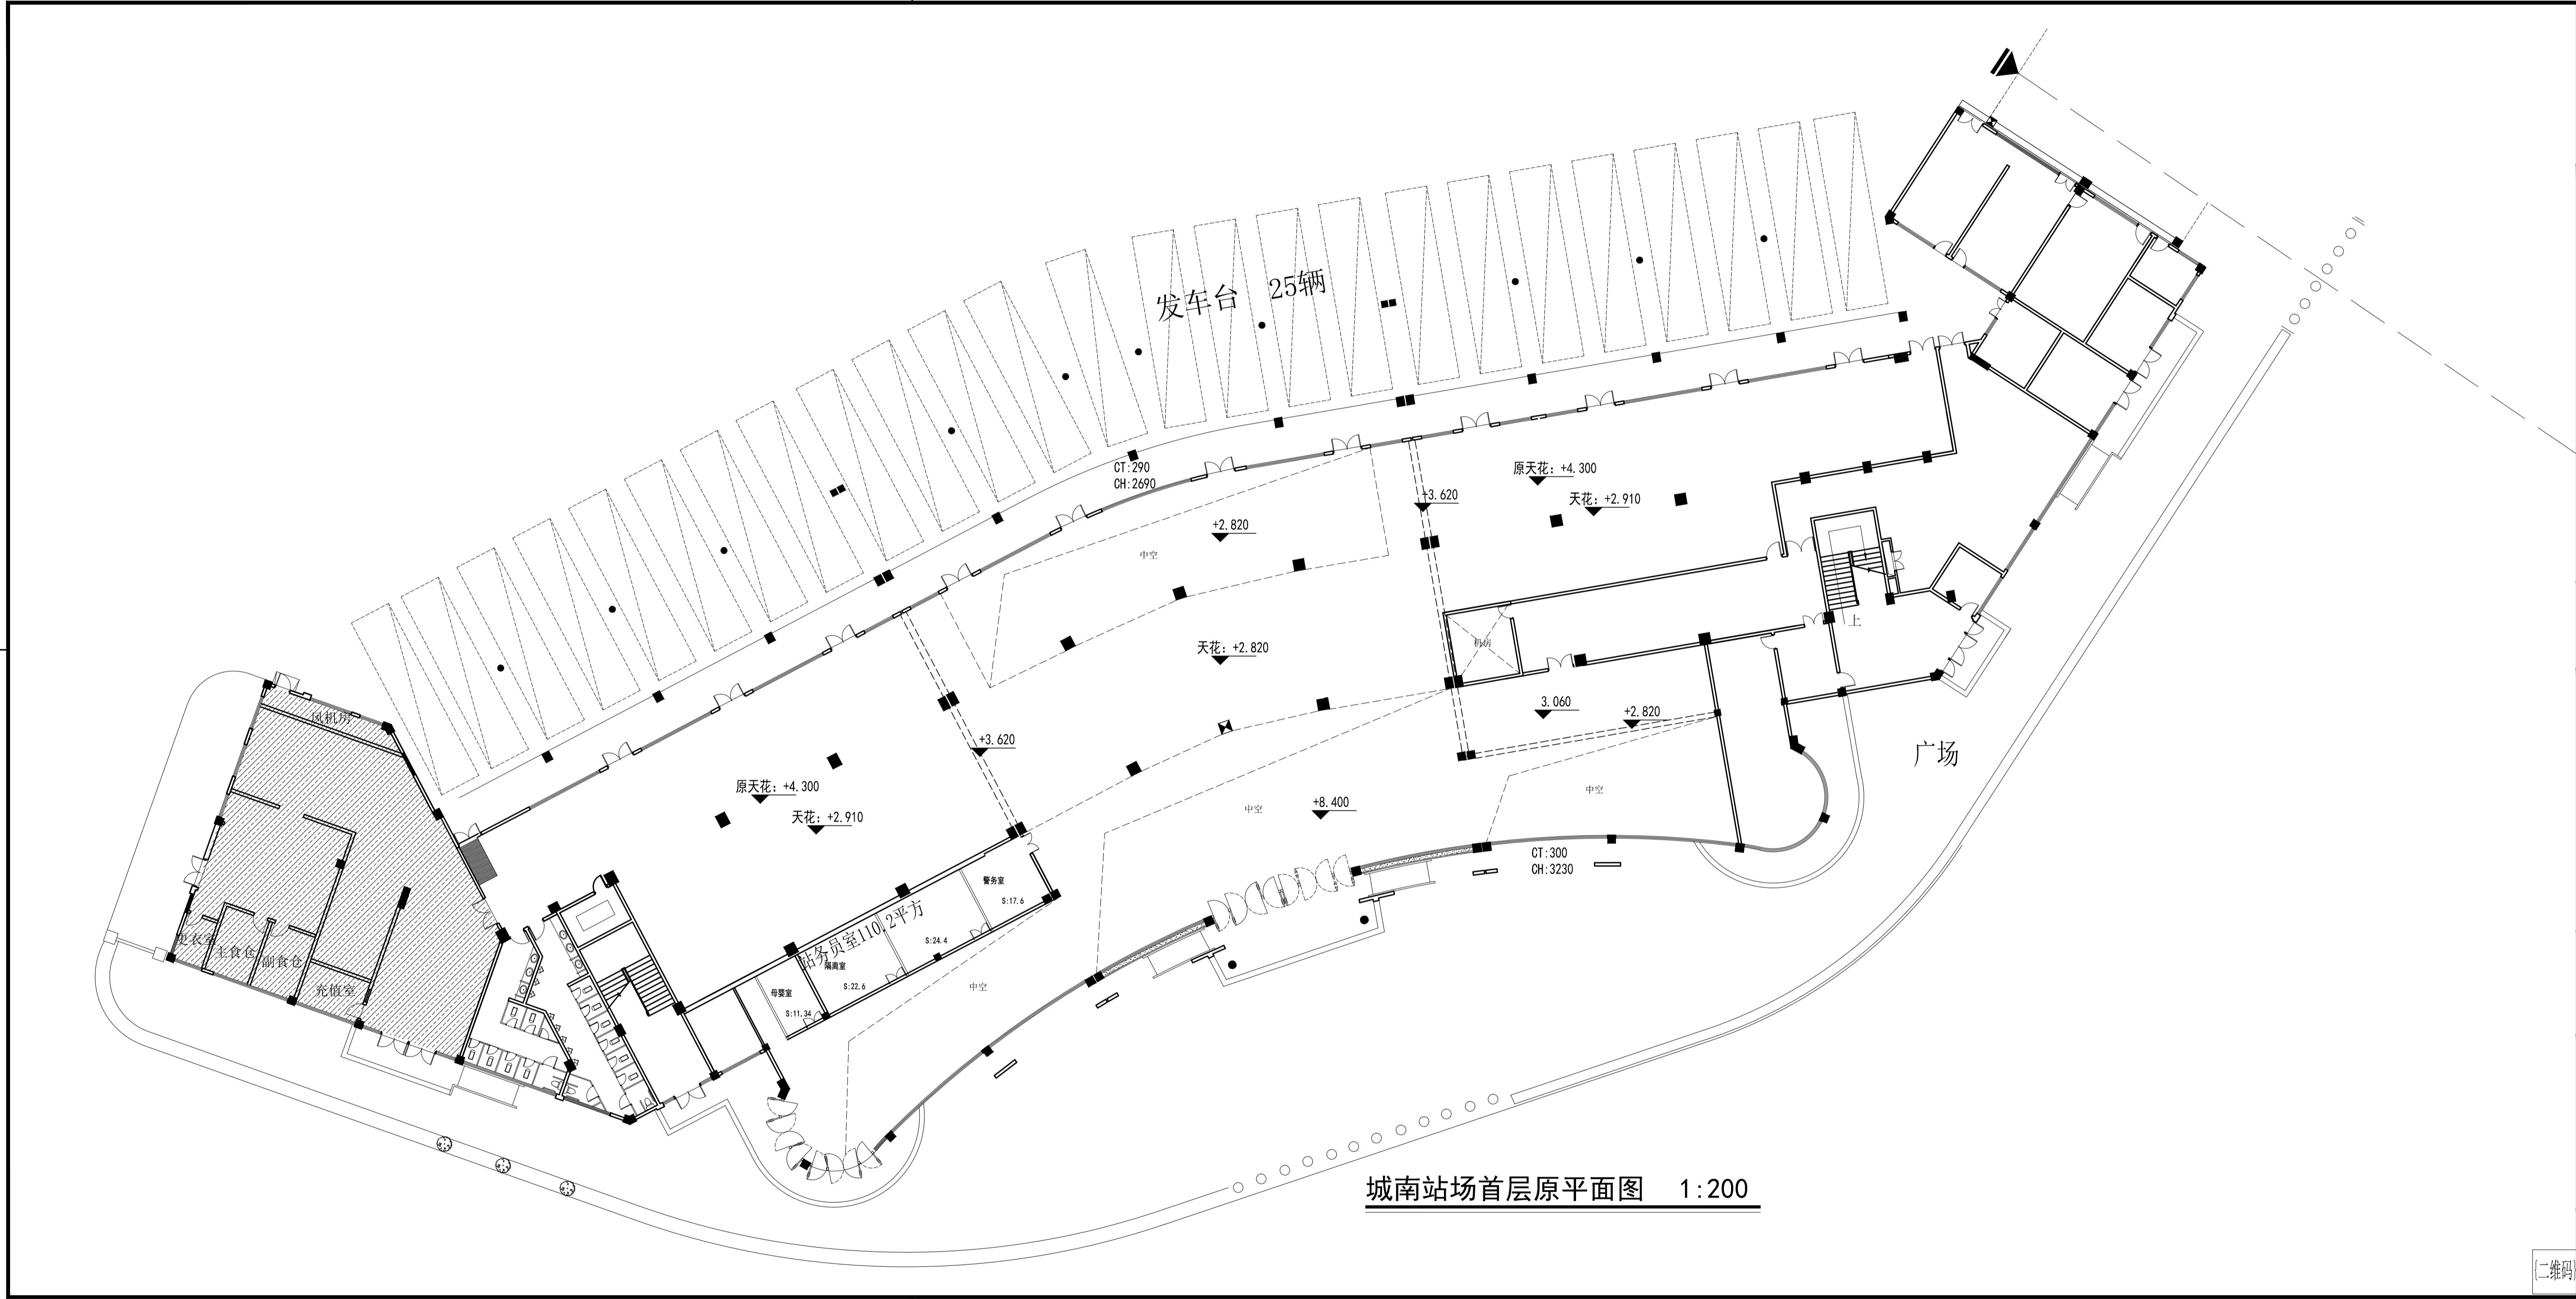 发车台 25辆
CT:290
CH:2690
原天花: +4.300
+3.620
天花: +2.910
+2.820
中空
天花: +2.820
机房
上
3.060
+2.820
+3.620
广场
风机房
原天花: +4.300
天花: +2.910
中空
+8.400
中空
CT:300
CH:3230
警务室
S:17.6
站务员室110.2平方
S:24.4
更衣室
主食仓
副食仓
隔离室
S:22.6
中空
充值室
母婴室
S:11.34
城南站场首层原平面图 1:200
{二维码}